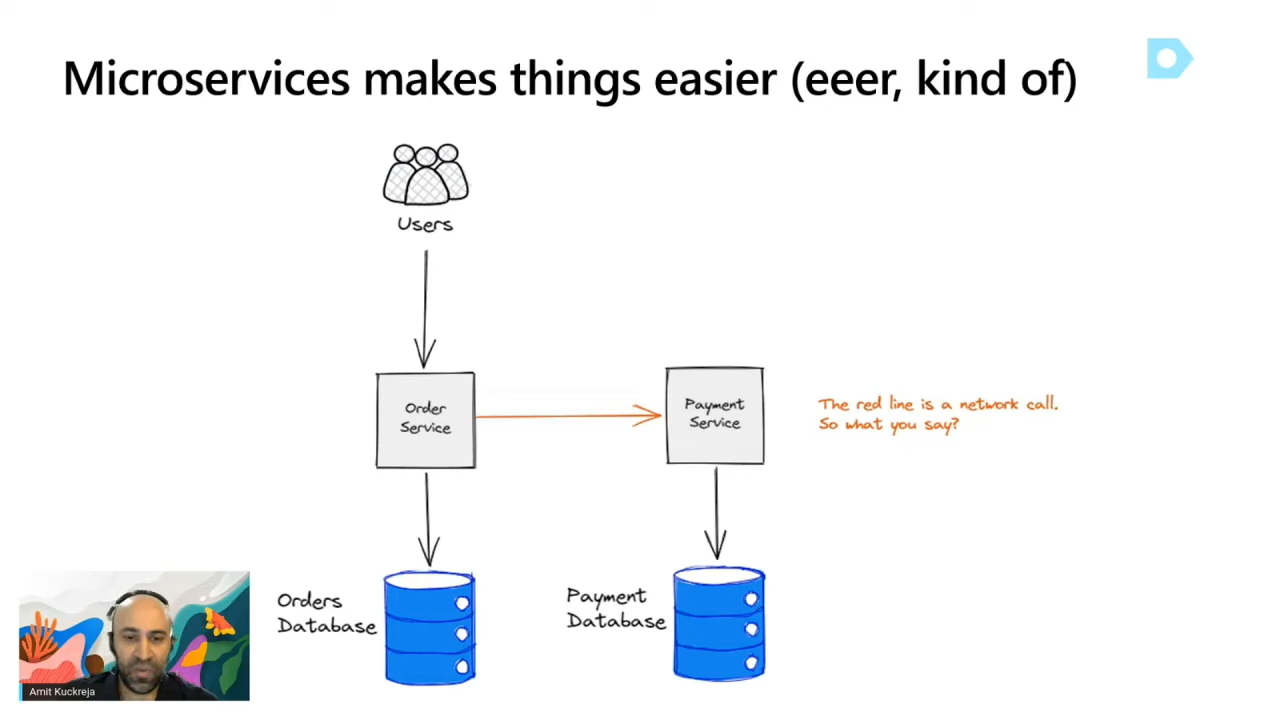 Microservices makes things easier (eeer, kind of)
Users
Order
Service
Payment
Service
The red line is a network call.
So what you say?
Orders
Database
Payment
Database
Amit Kuckreja